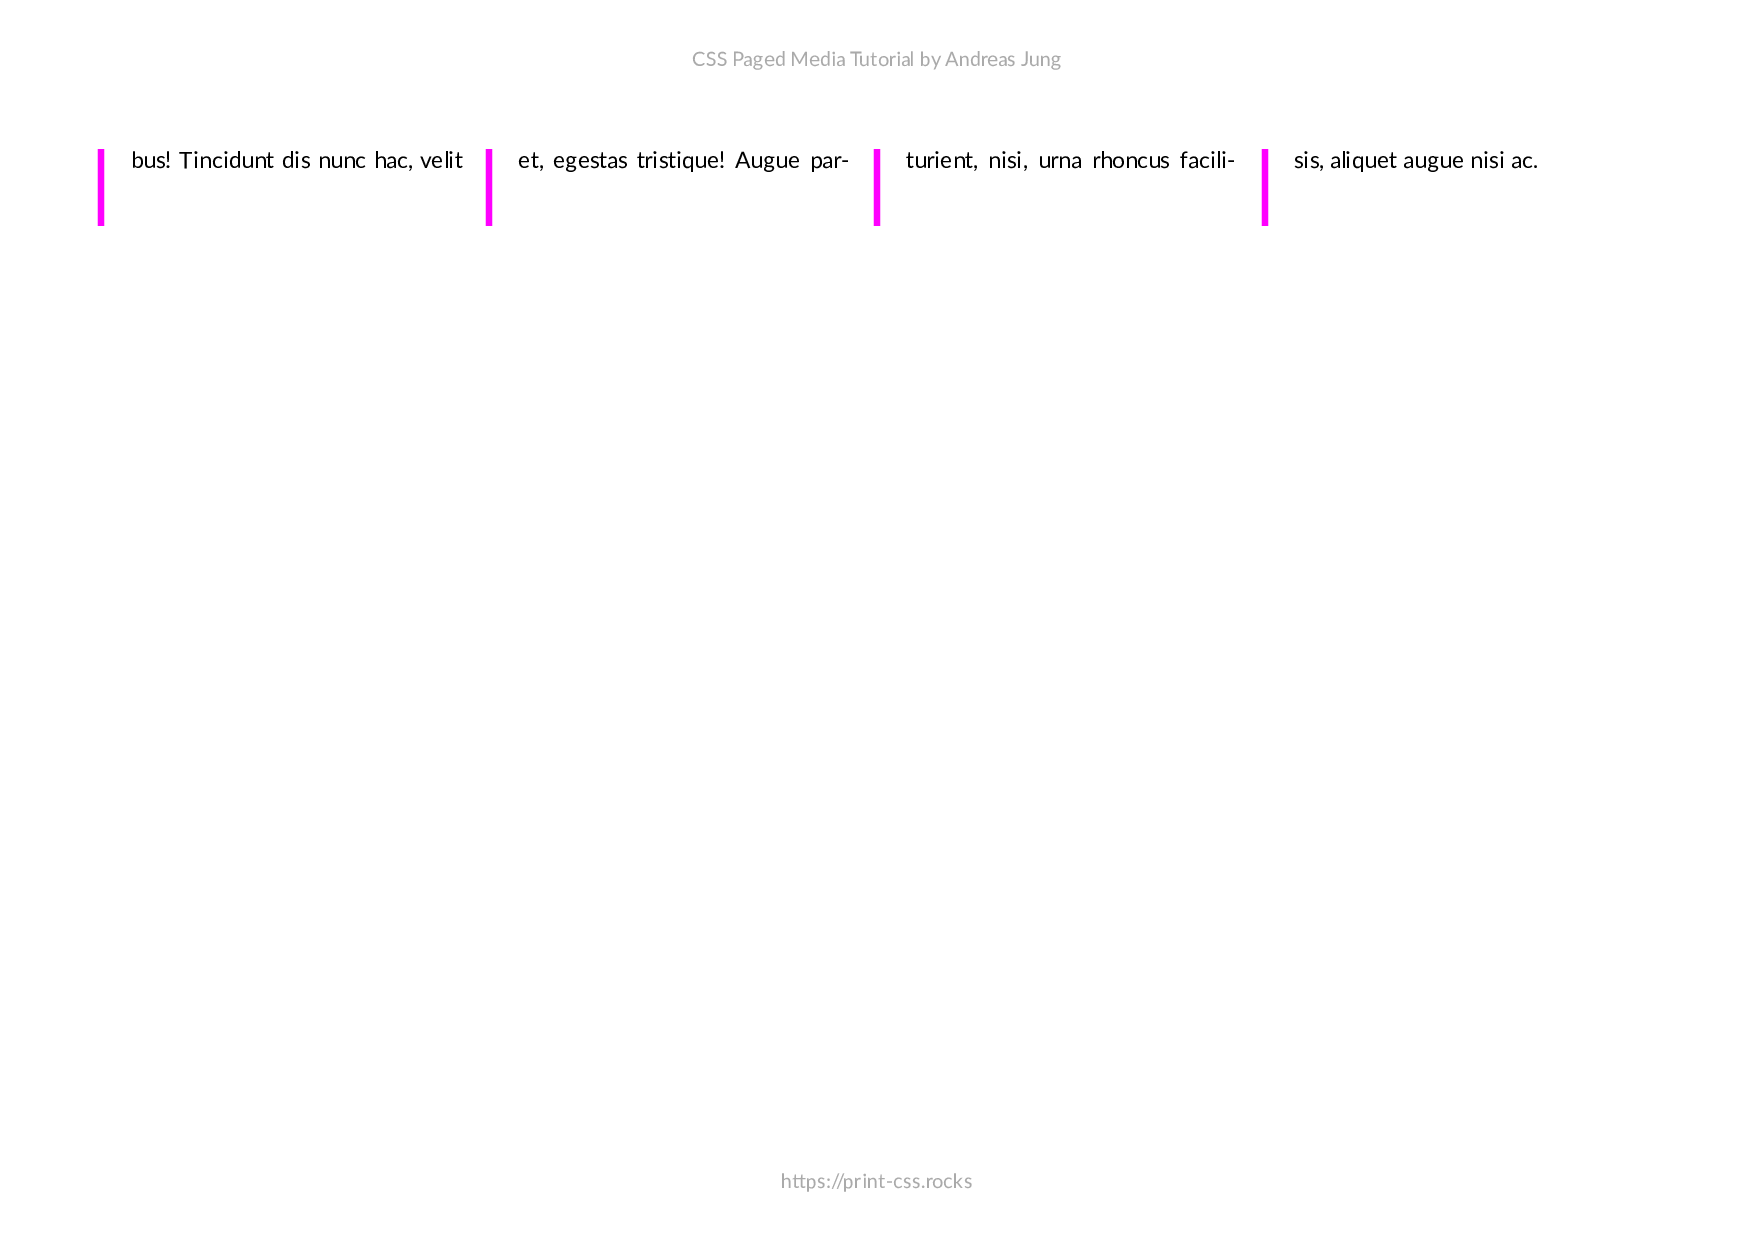 CSS Paged Media Tutorial by Andreas Jung
bus! Tincidunt dis nunc hac, velit
et, egestas tristique! Augue par-
turient, nisi, urna rhoncus facili-
sis, aliquet augue nisi ac.
https://print-css.rocks